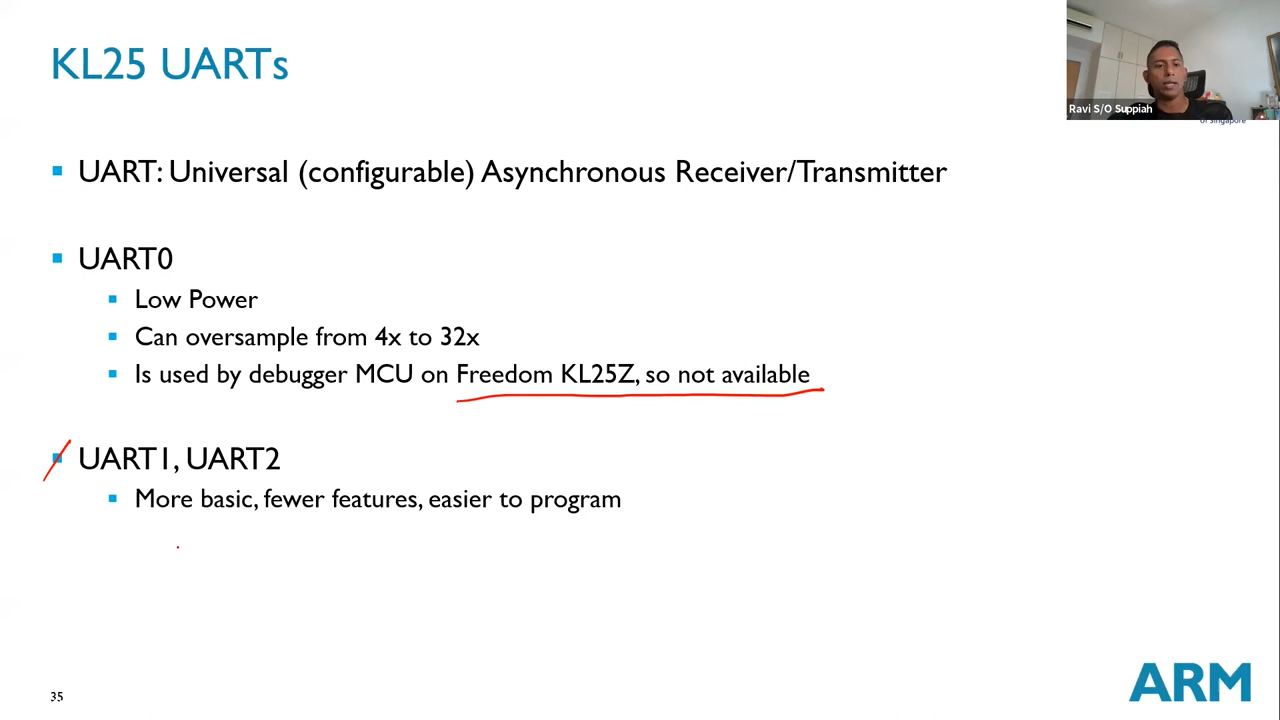 KL25 UARTs
Ravi S/O Suppiah
of Singapore
UART: Universal (configurable) Asynchronous Receiver/Transmitter
UART0
Low Power
Can oversample from 4x to 32x
Is used by debugger MCU on Freedom KL25Z, so not available
UART1, UART2
More basic, fewer features, easier to program
35
ARM